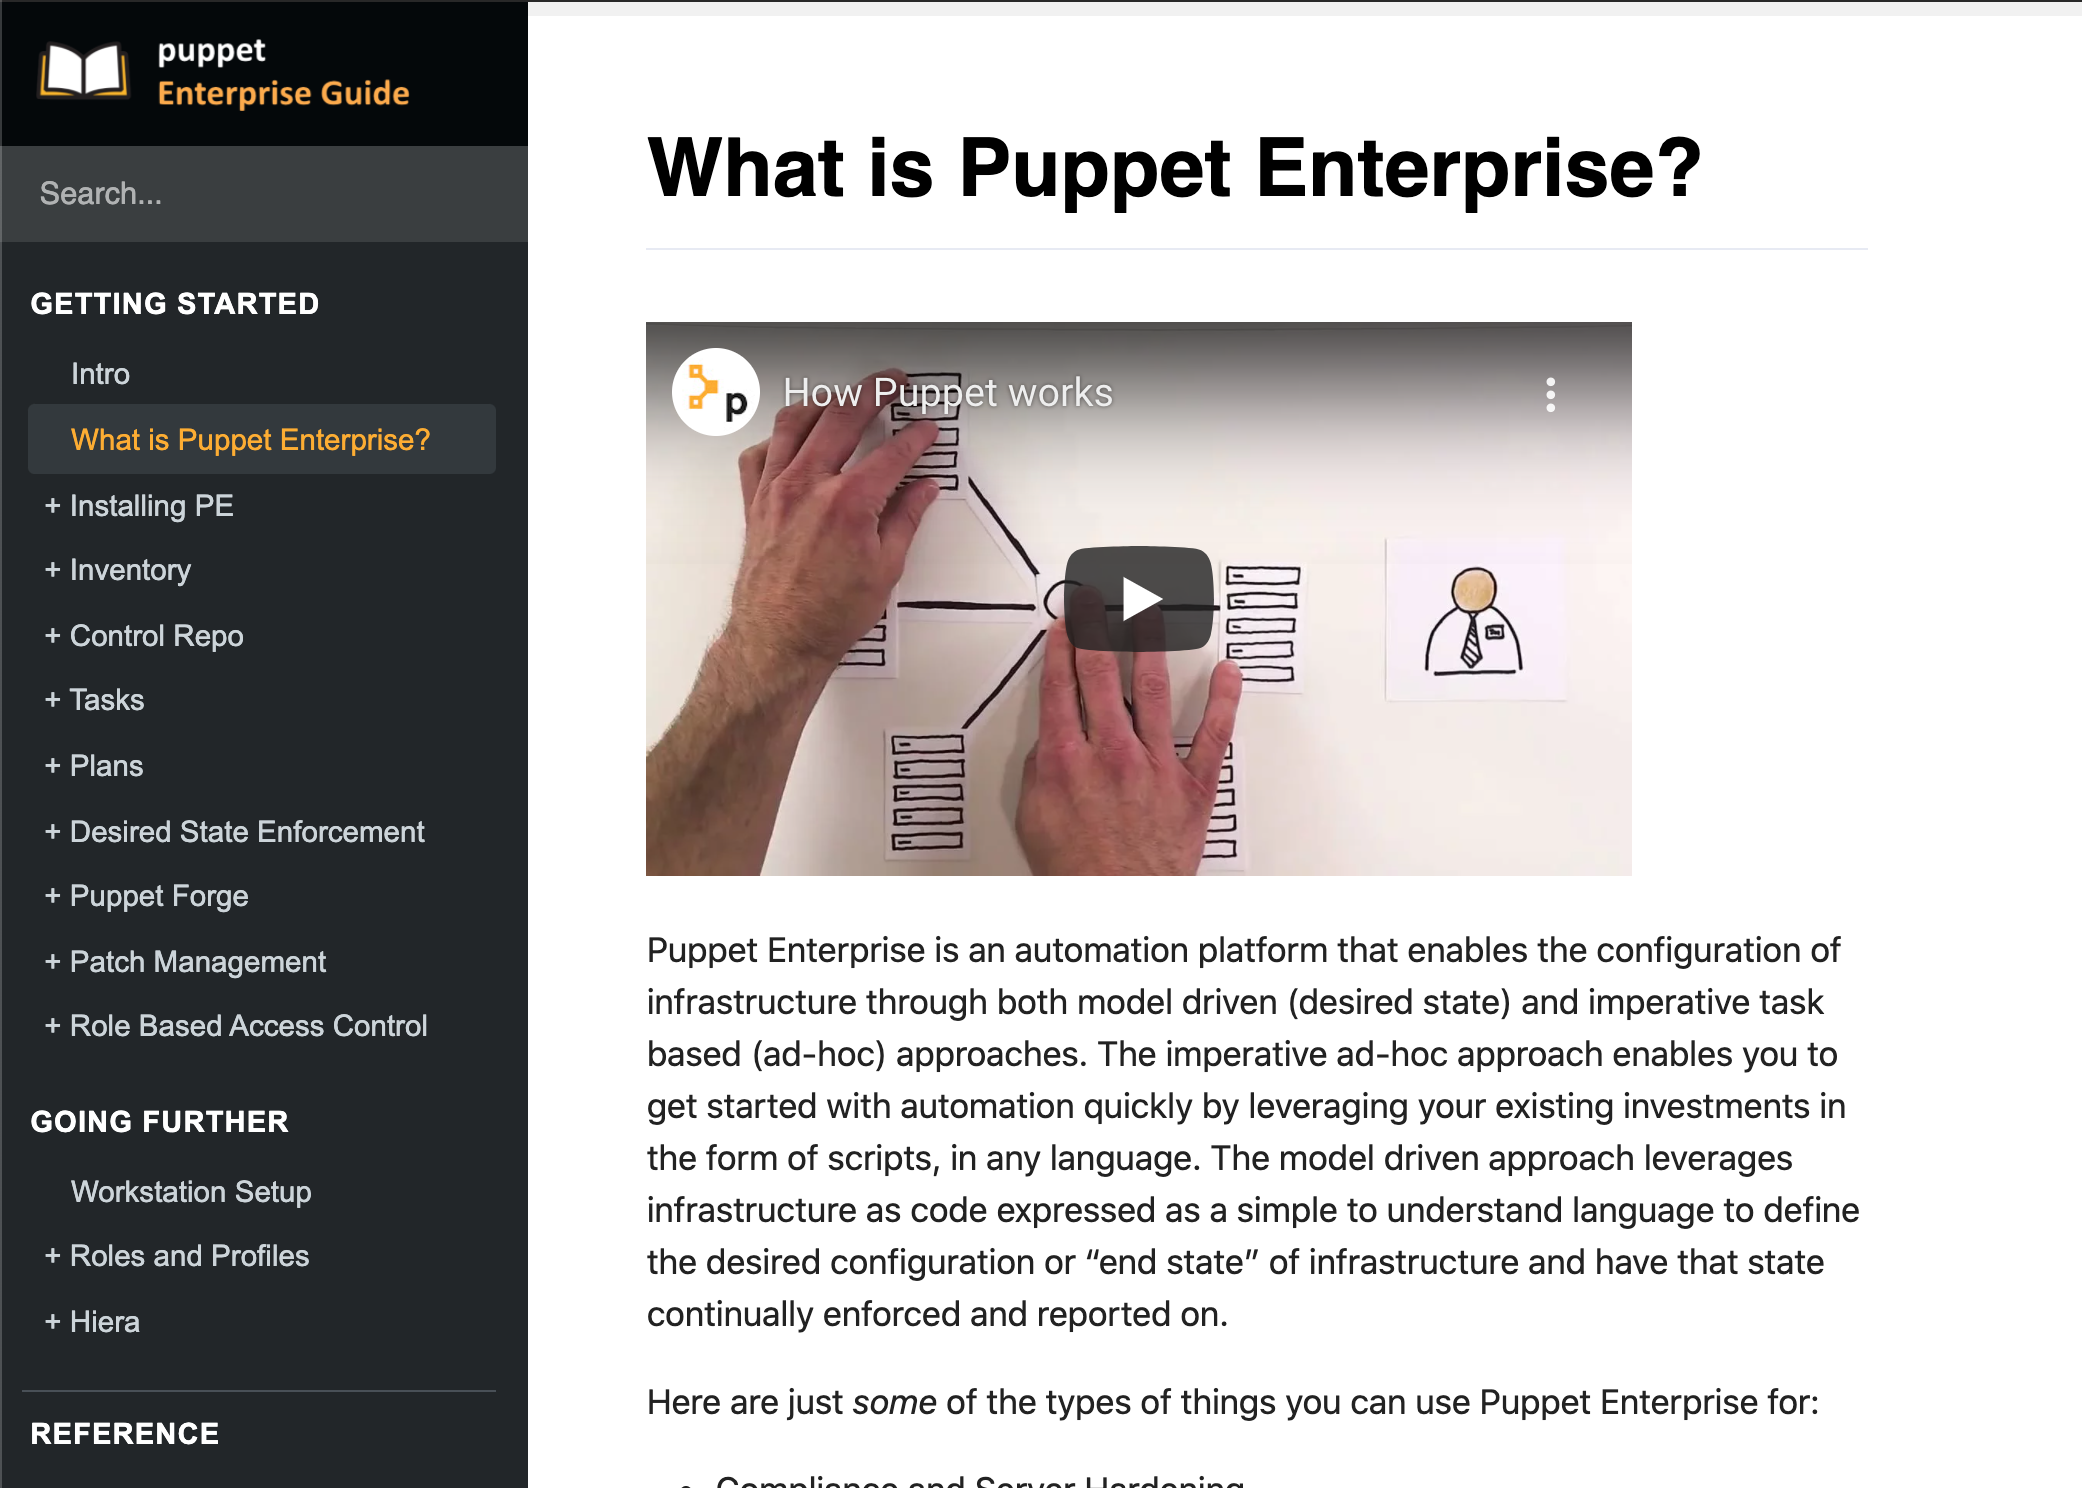 puppet
Enterprise Guide
Search...
GETTING STARTED
Intro
What is Puppet Enterprise?
+ Installing PE
+ Inventory
+ Control Repo
+ Tasks
+ Plans
+ Desired State Enforcement
+ Puppet Forge
+ Patch Management
+ Role Based Access Control
GOING FURTHER
Workstation Setup
+ Roles and Profiles
+ Hiera
REFERENCE
What is Puppet Enterprise?
p
How Puppet works
Puppet Enterprise is an automation platform that enables the configuration of
infrastructure through both model driven (desired state) and imperative task
based (ad-hoc) approaches. The imperative ad-hoc approach enables you to
get started with automation quickly by leveraging your existing investments in
the form of scripts, in any language. The model driven approach leverages
infrastructure as code expressed as a simple to understand language to define
the desired configuration or “end state” of infrastructure and have that state
continually enforced and reported on.
Here are just some of the types of things you can use Puppet Enterprise for:
• Compliance and Server Hardening